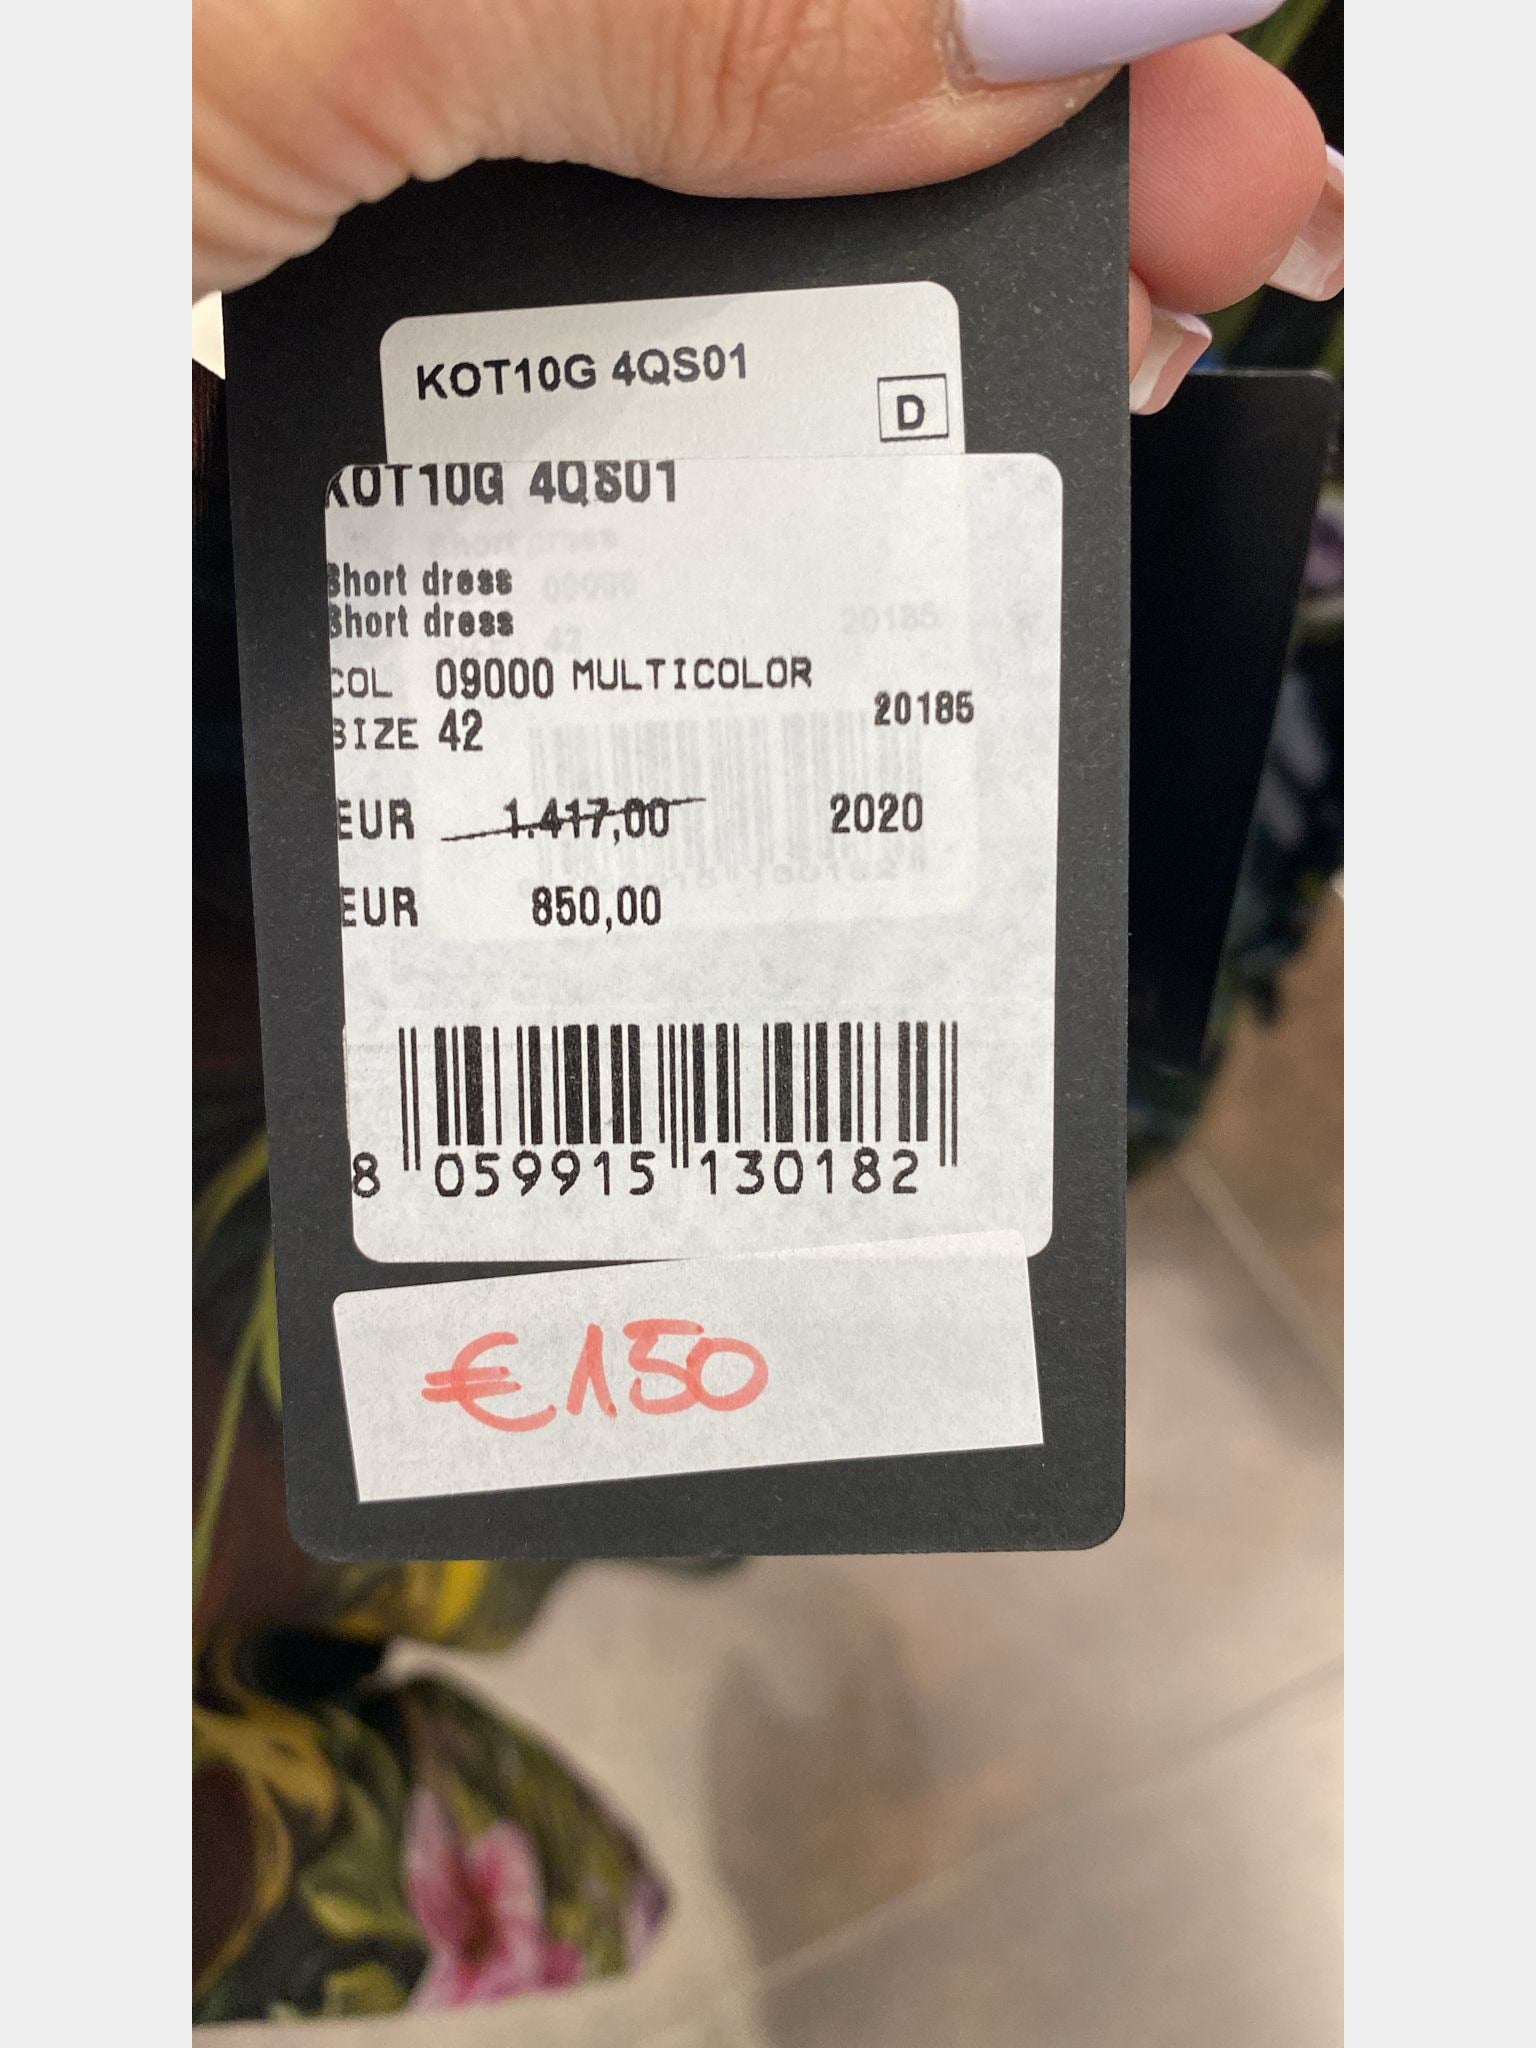 KOT10G 4QS01
D
KOT10G 4QS01
Short dress
Short dress
COL 09000 MULTICOLOR
20185
SIZE 42
EUR 1.417,00 2020
EUR 850,00
8 059915 130182
€150